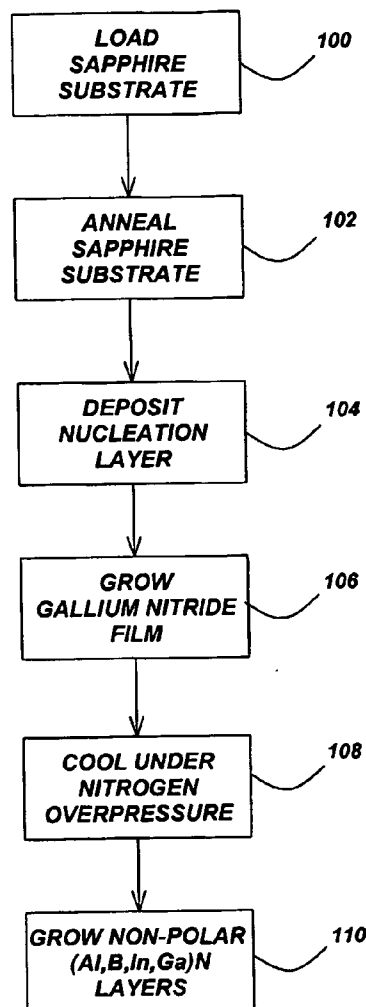 LOAD
SAPPHIRE
SUBSTRATE
100
ANNEAL
SAPPHIRE
SUBSTRATE
102
DEPOSIT
NUCLEATION
LAYER
104
GROW
GALLIUM NITRIDE
FILM
106
COOL UNDER
NITROGEN
OVERPRESSURE
108
GROW NON-POLAR
(Al,B,In,Ga)N
LAYERS
110